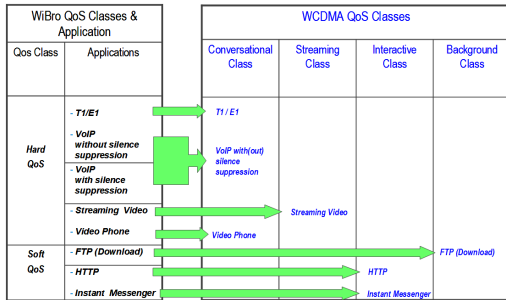 WiBro QoS Classes &
Application
WCDMA QoS Classes
Qos Class
Applications
Conversational
Class
Streaming
Class
Interactive
Class
Background
Class
Hard
QoS
- T1/E1
- VoIP
without silence
suppression
- VoIP
with silence
suppression
- Streaming Video
- Video Phone
T1 / E1
VoIP with(out)
silence
suppression
Streaming Video
Video Phone
Soft
QoS
- FTP (Download)
- HTTP
- Instant Messenger
FTP (Download)
HTTP
Instant Messenger